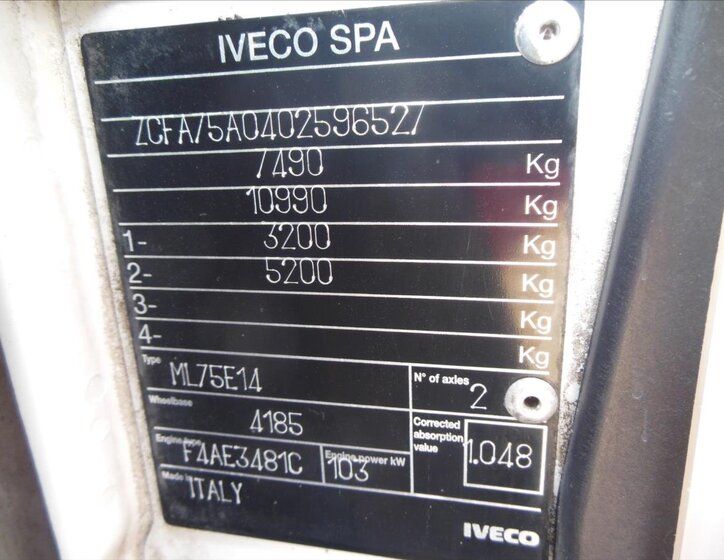 IVECO SPA
ZCFA75A0402596527
7490 Kg
10990 Kg
1- 3200 Kg
2- 5200 Kg
3- Kg
4- Kg
Type ML75E14 N° of axles 2
Wheelbase 4185 Corrected absorption value 1.048
Engine type F4AE3481C Engine power kW 103
Made in ITALY
IVECO